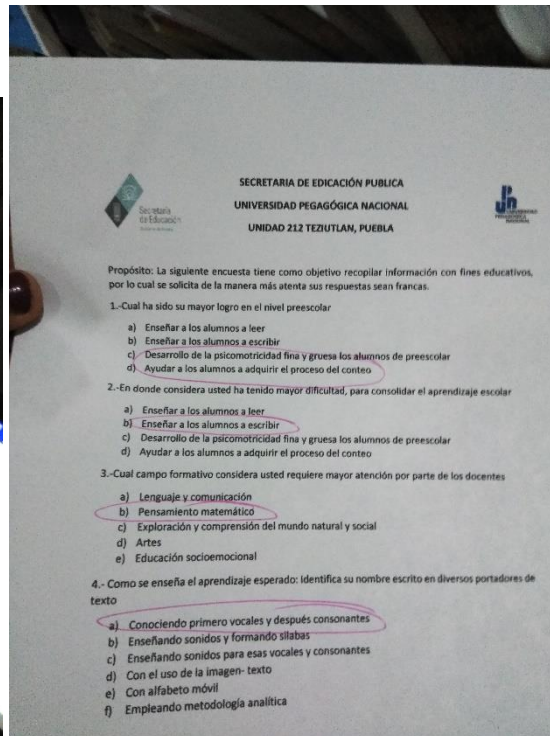 Secretaría
de Educación
SECRETARIA DE EDICACIÓN PUBLICA
UNIVERSIDAD PEGAGÓGICA NACIONAL
UNIDAD 212 TEZIUTLAN, PUEBLA
UNIVERSIDAD
PEDAGÓGICA
NACIONAL
Propósito: La siguiente encuesta tiene como objetivo recopilar información con fines educativos,
por lo cual se solicita de la manera más atenta sus respuestas sean francas.
1.-Cual ha sido su mayor logro en el nivel preescolar
a) Enseñar a los alumnos a leer
b) Enseñar a los alumnos a escribir
c) Desarrollo de la psicomotricidad fina y gruesa los alumnos de preescolar
d) Ayudar a los alumnos a adquirir el proceso del conteo
2.-En donde considera usted ha tenido mayor dificultad, para consolidar el aprendizaje escolar
a) Enseñar a los alumnos a leer
b) Enseñar a los alumnos a escribir
c) Desarrollo de la psicomotricidad fina y gruesa los alumnos de preescolar
d) Ayudar a los alumnos a adquirir el proceso del conteo
3.-Cual campo formativo considera usted requiere mayor atención por parte de los docentes
a) Lenguaje y comunicación
b) Pensamiento matemático
c) Exploración y comprensión del mundo natural y social
d) Artes
e) Educación socioemocional
4.- Como se enseña el aprendizaje esperado: Identifica su nombre escrito en diversos portadores de
texto
a) Conociendo primero vocales y después consonantes
b) Enseñando sonidos y formando silabas
c) Enseñando sonidos para esas vocales y consonantes
d) Con el uso de la imagen- texto
e) Con alfabeto móvil
f) Empleando metodología analítica